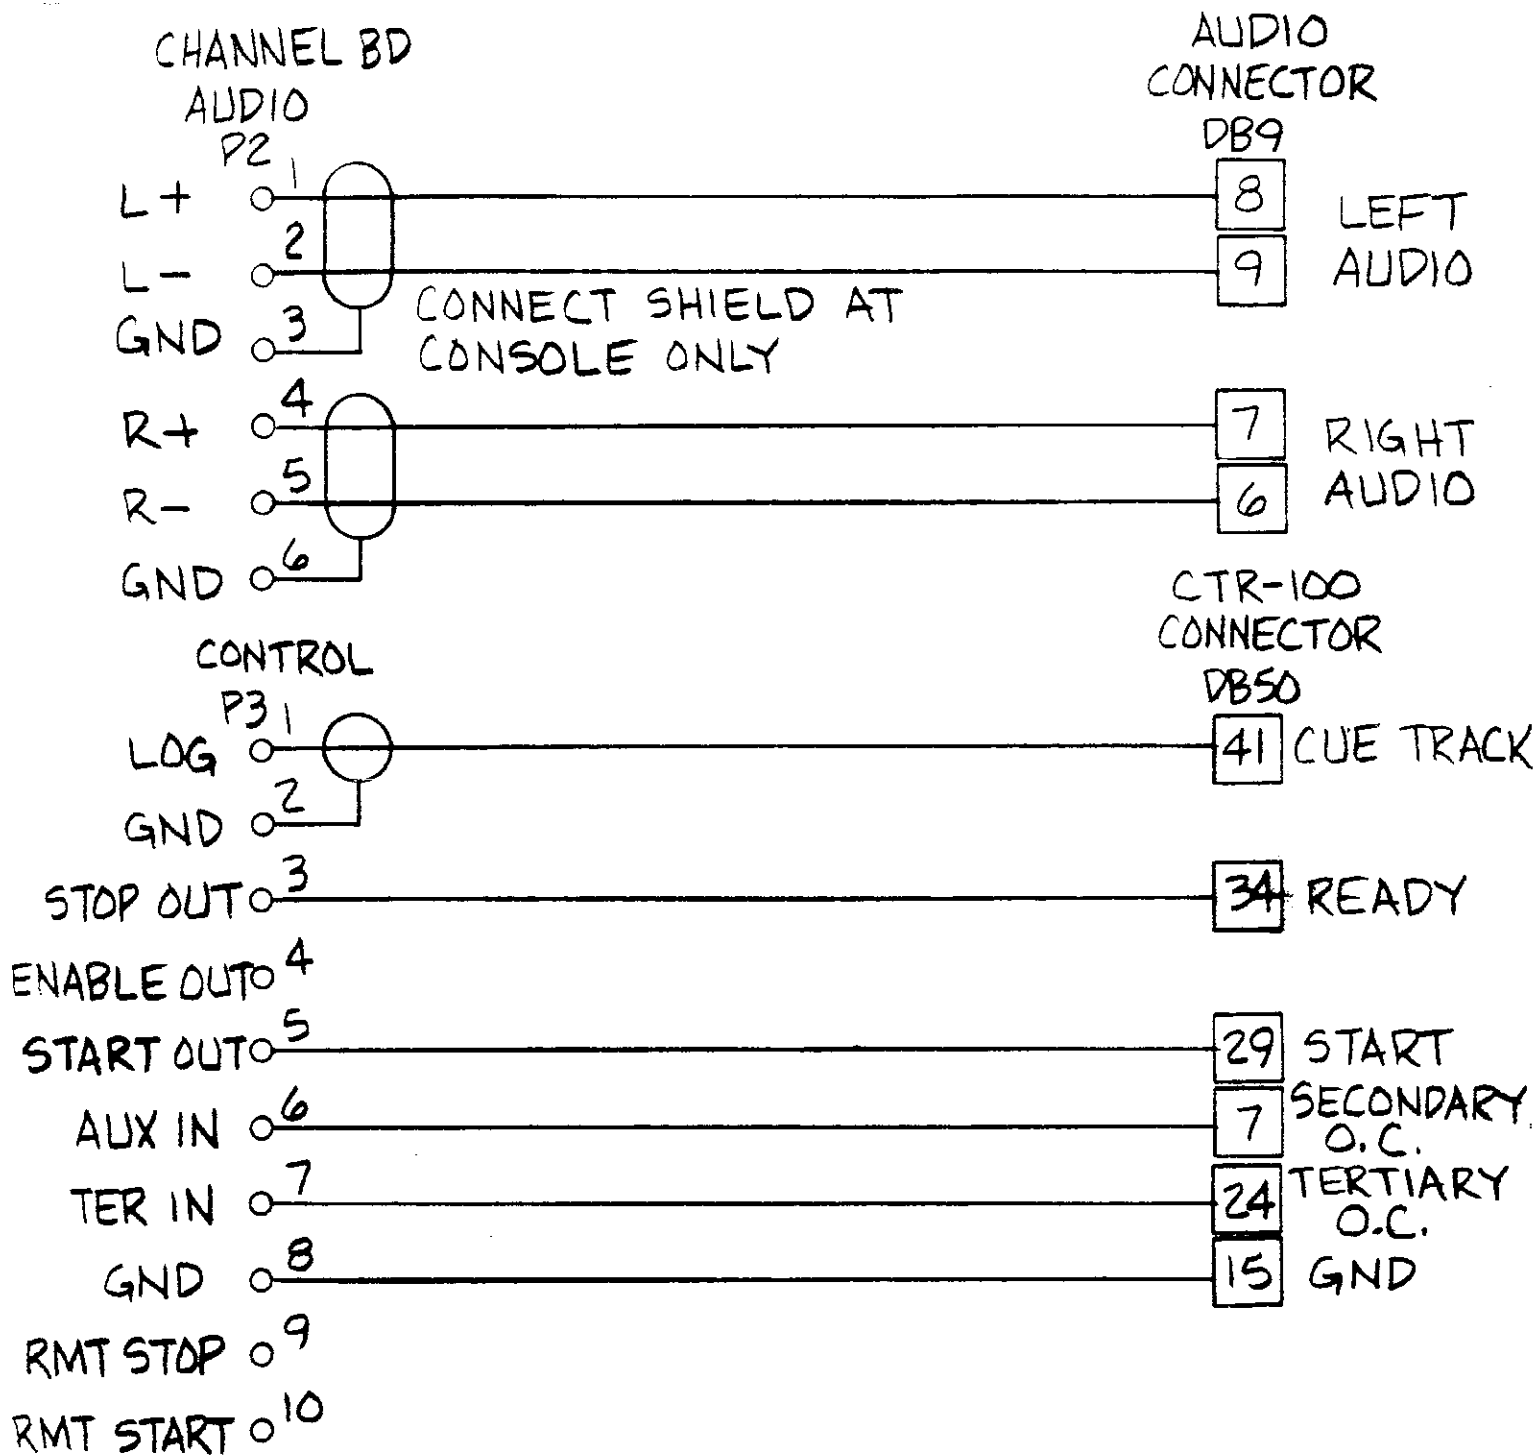 CHANNEL BD
AUDIO
P2
AUDIO
CONNECTOR
DB9
L+ 1 8
LEFT
AUDIO
L- 2 9
GND 3
CONNECT SHIELD AT
CONSOLE ONLY
R+ 4 7
RIGHT
AUDIO
R- 5 6
GND 6
CONTROL
P3
CTR-100
CONNECTOR
DB50
LOG 1 41 CUE TRACK
GND 2
STOP OUT 3 34 READY
ENABLE OUT 4
START OUT 5 29 START
AUX IN 6 7 SECONDARY
O.C.
TER IN 7 24 TERTIARY
O.C.
GND 8 15 GND
RMT STOP 9
RMT START 10